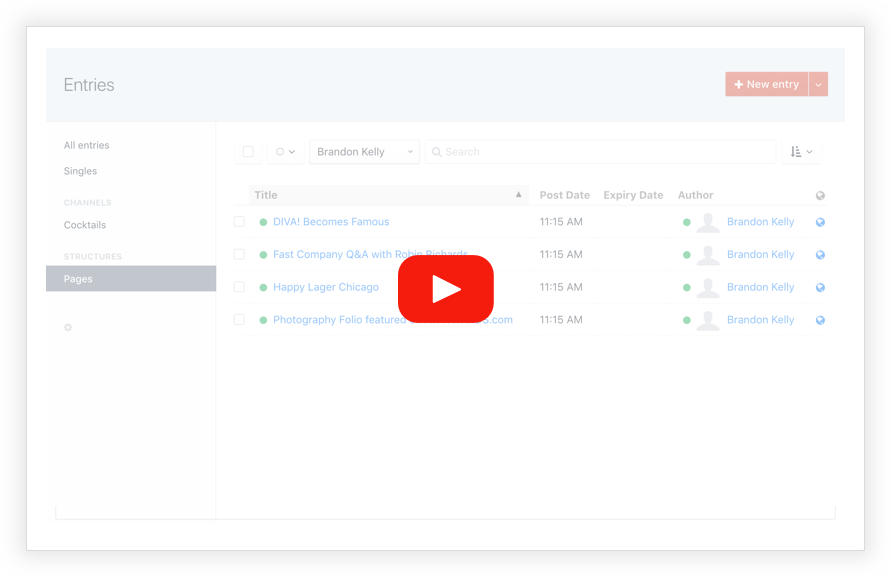 Entries
+ New entry
All entries
Singles
CHANNELS
Cocktails
STRUCTURES
Pages
Brandon Kelly
Search
Title Post Date Expiry Date Author
DIVA! Becomes Famous 11:15 AM Brandon Kelly
Fast Company Q&A with Robin Richards 11:15 AM Brandon Kelly
Happy Lager Chicago 11:15 AM Brandon Kelly
Photography Folio featured .com 11:15 AM Brandon Kelly